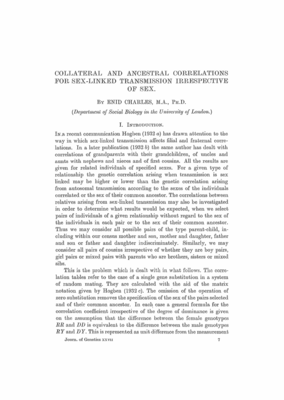 COLLATERAL AND ANCESTRAL CORRELATIONS
FOR SEX-LINKED TRANSMISSION IRRESPECTIVE
OF SEX.
BY ENID CHARLES, M.A., PH.D.
(Department of Social Biology in the University of London.)
I. INTRODUCTION.
IN a recent communication Hogben (1932 a) has drawn attention to the
way in which sex-linked transmission affects filial and fraternal corre-
lations. In a later publication (1932 b) the same author has dealt with
correlations of grandparents with their grandchildren, of uncles and
aunts with nephews and nieces and of first cousins. All the results are
given for related individuals of specified sexes. For a given type of
relationship the genetic correlation arising when transmission is sex
linked may be higher or lower than the genetic correlation arising
from autosomal transmission according to the sexes of the individuals
correlated or the sex of their common ancestor. The correlations between
relatives arising from sex-linked transmission may also be investigated
in order to determine what results would be expected, when we select
pairs of individuals of a given relationship without regard to the sex of
the individuals in each pair or to the sex of their common ancestor.
Thus we may consider all possible pairs of the type parent-child, in-
cluding within our census mother and son, mother and daughter, father
and son or father and daughter indiscriminately. Similarly, we may
consider all pairs of cousins irrespective of whether they are boy pairs,
girl pairs or mixed pairs with parents who are brothers, sisters or mixed
sibs.
This is the problem which is dealt with in what follows. The corre-
lation tables refer to the case of a single gene substitution in a system
of random mating. They are calculated with the aid of the matrix
notation given by Hogben (1932 c). The omission of the operation of
zero substitution removes the specification of the sex of the pairs selected
and of their common ancestor. In each case a general formula for the
correlation coefficient irrespective of the degree of dominance is given
on the assumption that the difference between the female genotypes
RR and DD is equivalent to the difference between the male genotypes
RY and DY. This is represented as unit difference from the measurement
Journ. of Genetics XXVII 7